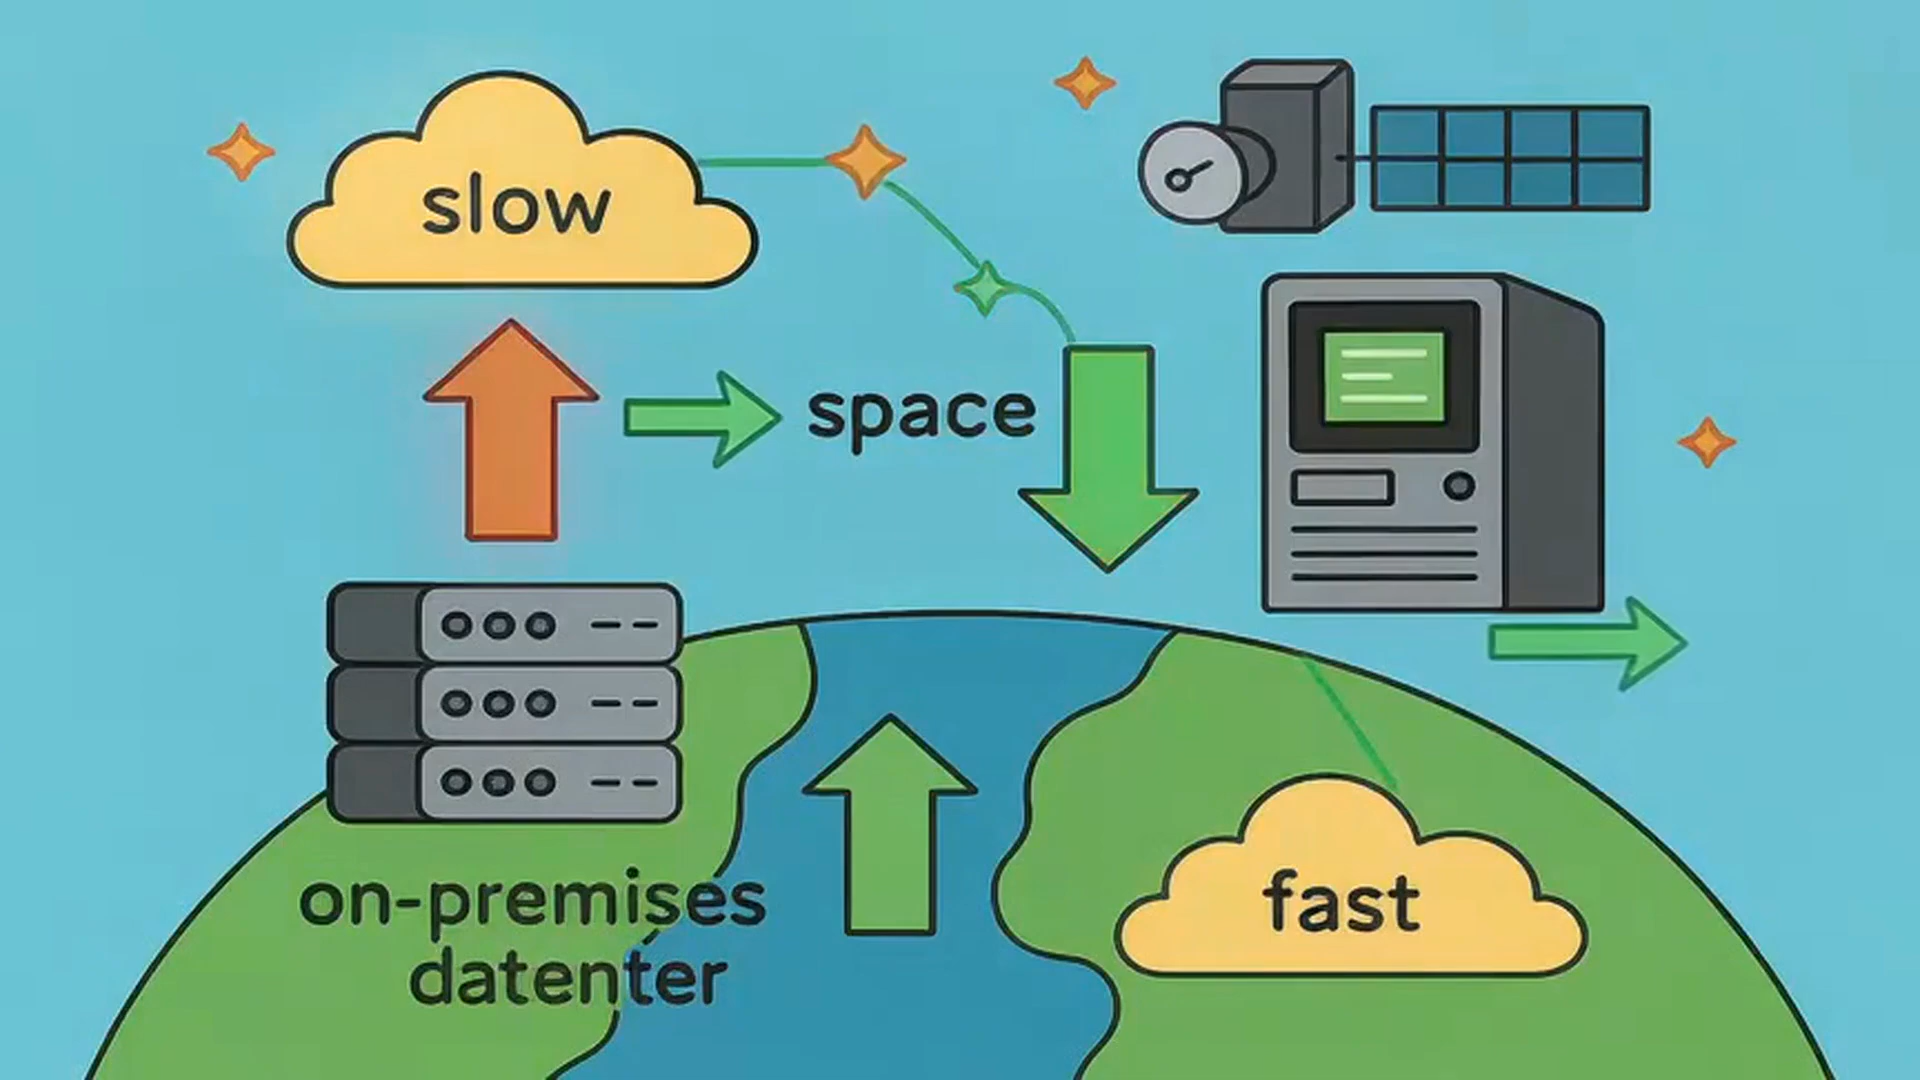 slow
space
on-premises
datenter
fast